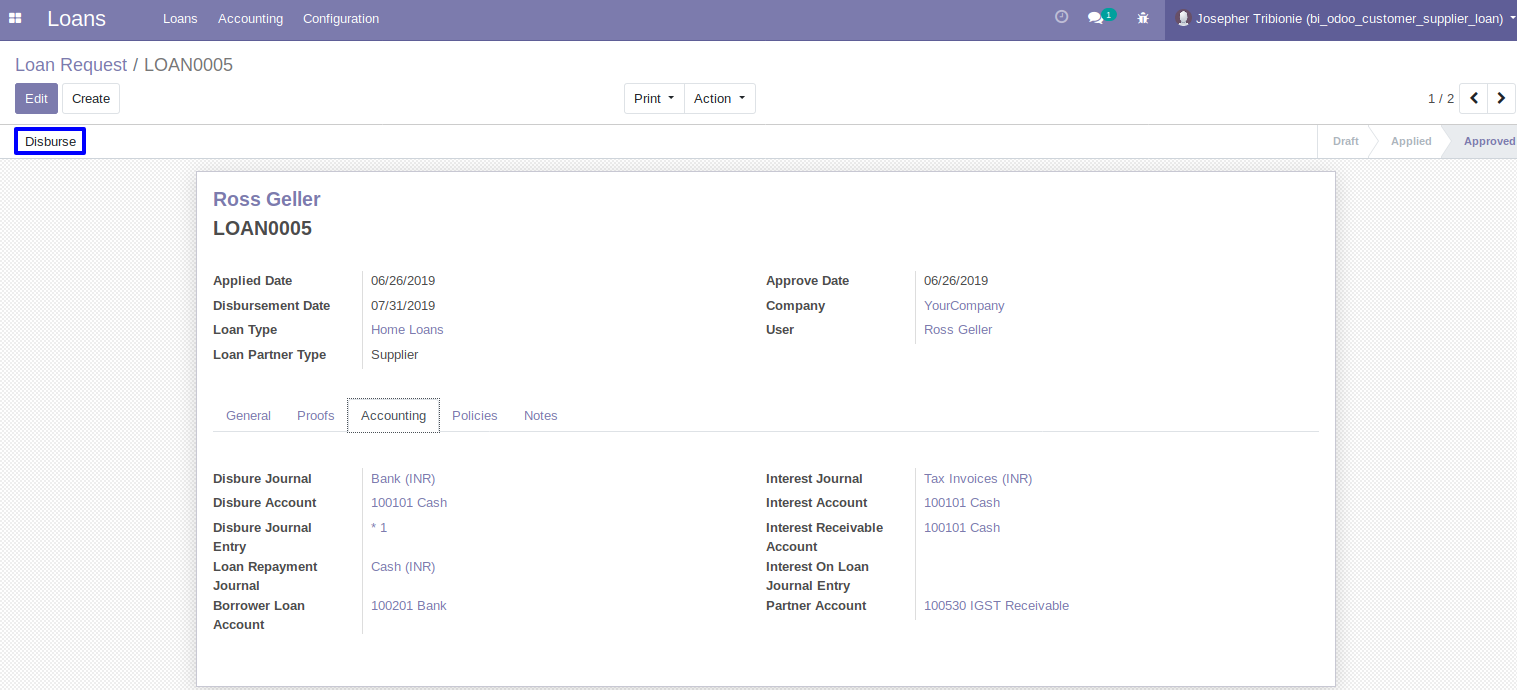 Loans Loans Accounting Configuration 1 Josepher Tribionie (bi_odoo_customer_supplier_loan)
Loan Request / LOAN0005
Edit Create Print Action 1 / 2
Disburse Draft Applied Approved
Ross Geller
LOAN0005
Applied Date 06/26/2019 Approve Date 06/26/2019
Disbursement Date 07/31/2019 Company YourCompany
Loan Type Home Loans User Ross Geller
Loan Partner Type Supplier
General Proofs Accounting Policies Notes
Disbure Journal Bank (INR) Interest Journal Tax Invoices (INR)
Disbure Account 100101 Cash Interest Account 100101 Cash
Disbure Journal * 1 Interest Receivable 100101 Cash
Entry Account
Loan Repayment Cash (INR) Interest On Loan
Journal Journal Entry
Borrower Loan 100201 Bank Partner Account 100530 IGST Receivable
Account